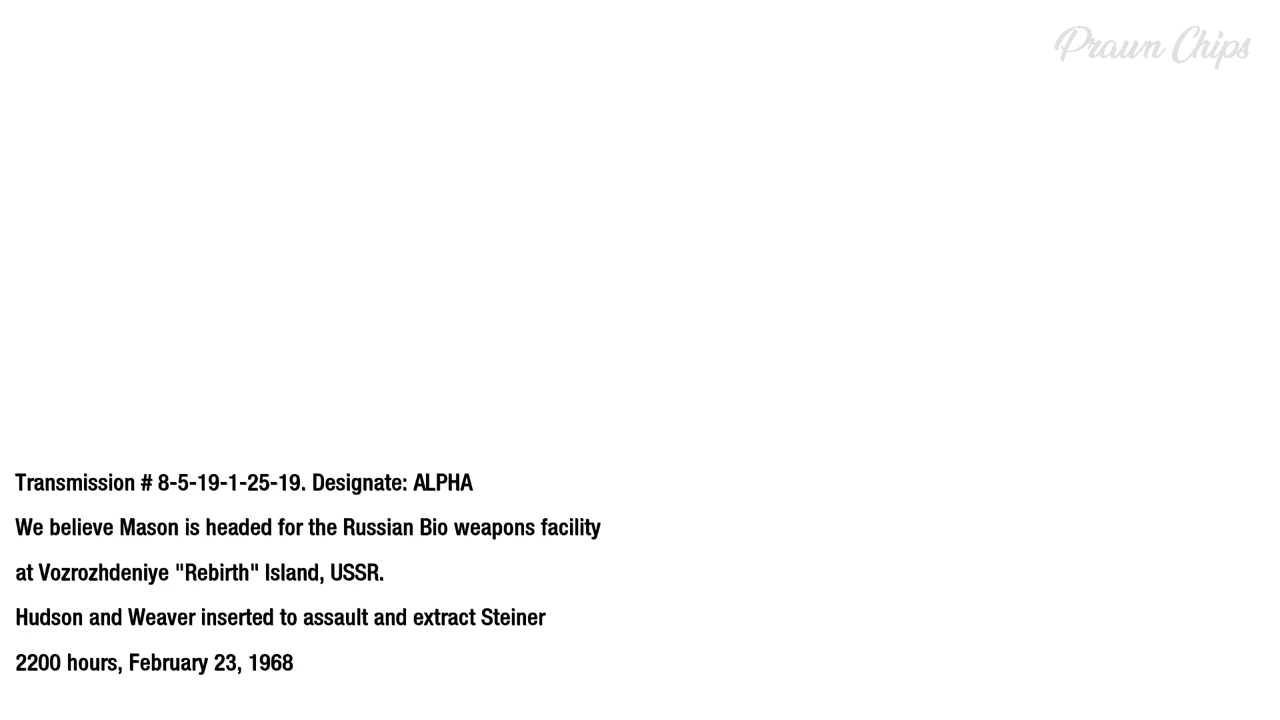 Prawn Chips
Transmission # 8-5-19-1-25-19. Designate: ALPHA
We believe Mason is headed for the Russian Bio weapons facility
at Vozrozhdeniye "Rebirth" Island, USSR.
Hudson and Weaver inserted to assault and extract Steiner
2200 hours, February 23, 1968